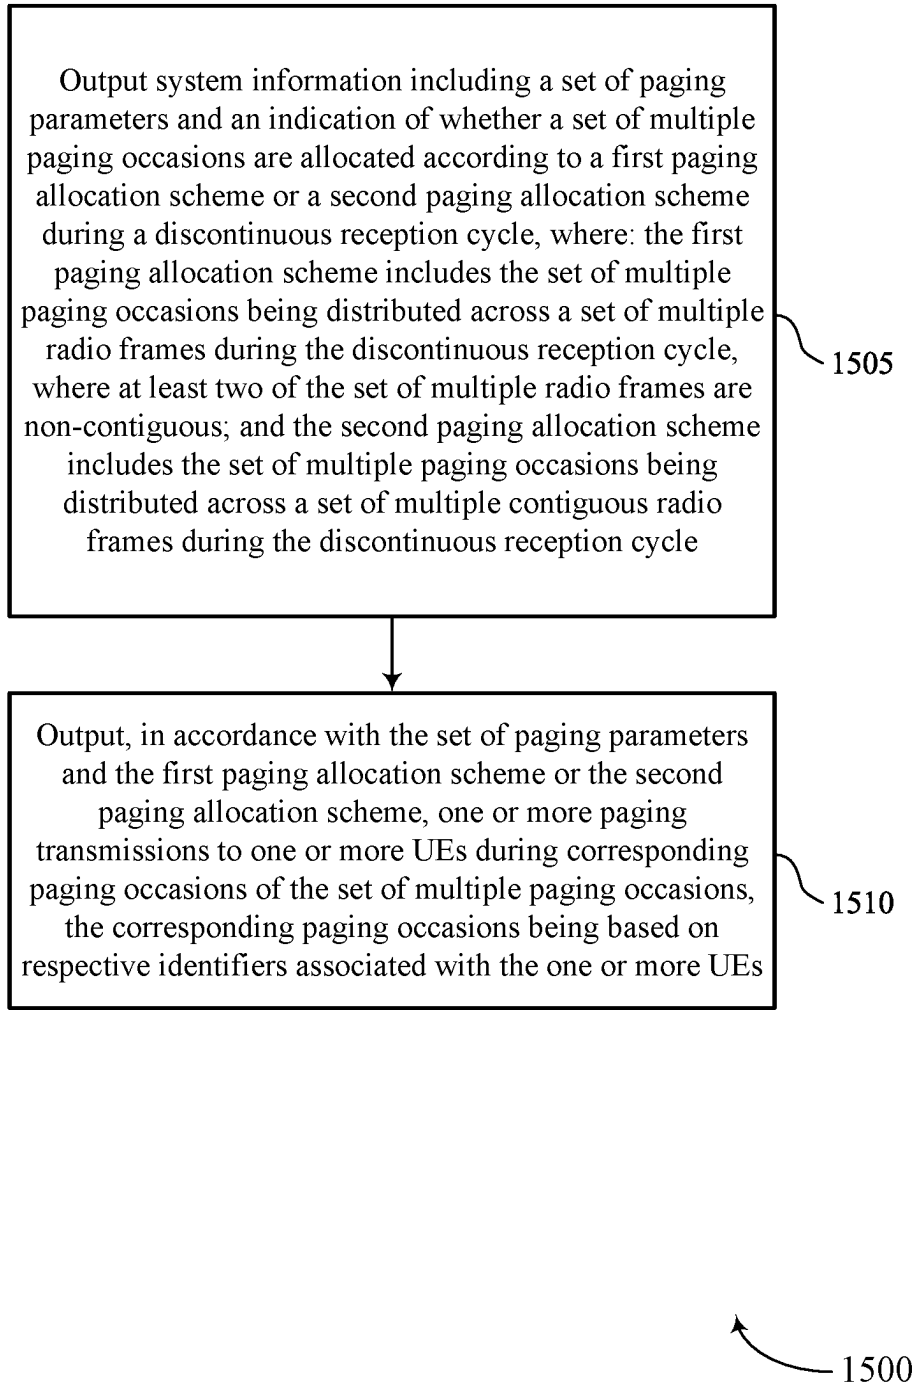 Output system information including a set of paging
parameters and an indication of whether a set of multiple
paging occasions are allocated according to a first paging
allocation scheme or a second paging allocation scheme
during a discontinuous reception cycle, where: the first
paging allocation scheme includes the set of multiple
paging occasions being distributed across a set of multiple
radio frames during the discontinuous reception cycle,
where at least two of the set of multiple radio frames are
non-contiguous; and the second paging allocation scheme
includes the set of multiple paging occasions being
distributed across a set of multiple contiguous radio
frames during the discontinuous reception cycle
1505
Output, in accordance with the set of paging parameters
and the first paging allocation scheme or the second
paging allocation scheme, one or more paging
transmissions to one or more UEs during corresponding
paging occasions of the set of multiple paging occasions,
the corresponding paging occasions being based on
respective identifiers associated with the one or more UEs
1510
1500